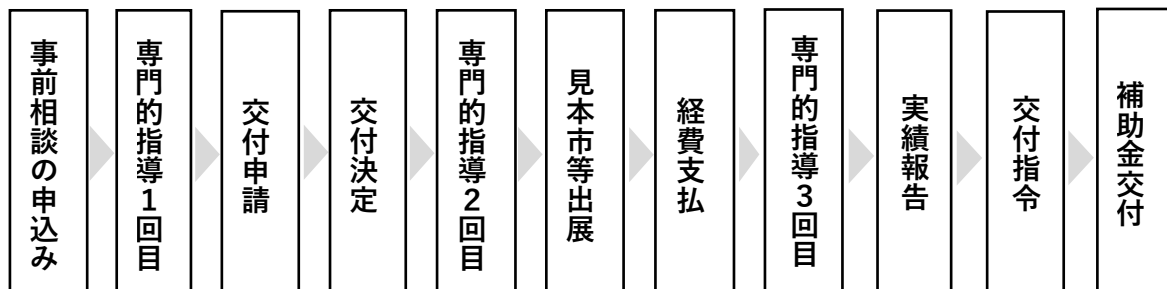 事前相談の申込み
専門的指導1回目
交付申請
交付決定
専門的指導2回目
見本市等出展
経費支払
専門的指導3回目
実績報告
交付指令
補助金交付